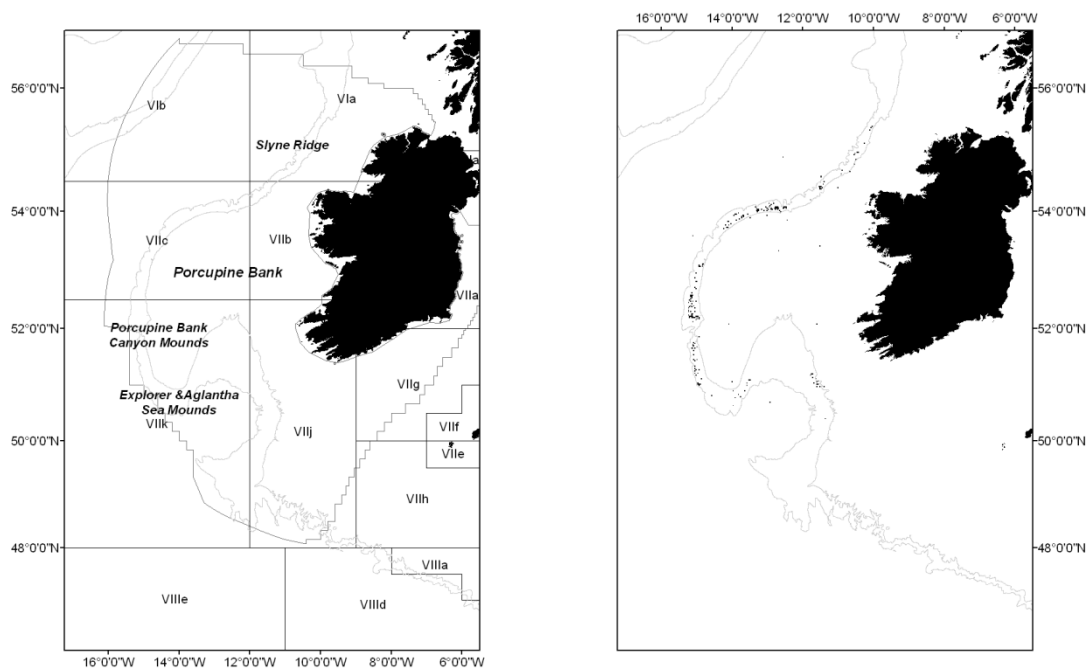 16°0'0"W 14°0'0"W 12°0'0"W 10°0'0"W 8°0'0"W 6°0'0"W
56°0'0"N
54°0'0"N
52°0'0"N
50°0'0"N
48°0'0"N
VIb
VIa
Slyne Ridge
VIIc
VIIb
Porcupine Bank
VIIa
Porcupine Bank
Canyon Mounds
Explorer &Aglantha
Sea Mounds
VIIk
VIIg
VIIj
VIIf
VIIe
VIIh
VIIIa
VIIIe
VIIId
16°0'0"W 14°0'0"W 12°0'0"W 10°0'0"W 8°0'0"W 6°0'0"W
56°0'0"N
54°0'0"N
52°0'0"N
50°0'0"N
48°0'0"N